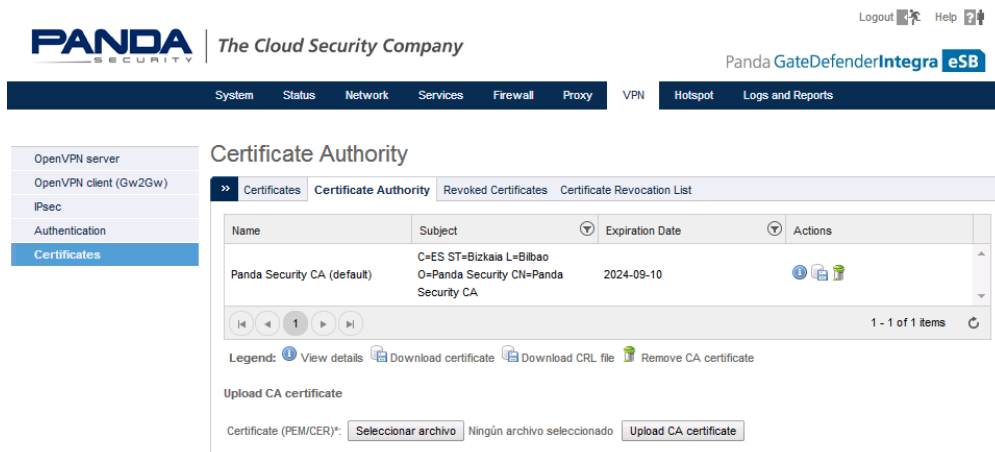 Logout Help
PANDA
SECURITY
The Cloud Security Company
Panda GateDefenderIntegra eSB
System Status Network Services Firewall Proxy VPN Hotspot Logs and Reports
OpenVPN server
OpenVPN client (Gw2Gw)
IPsec
Authentication
Certificates
Certificate Authority
» Certificates Certificate Authority Revoked Certificates Certificate Revocation List
Name Subject Expiration Date Actions
Panda Security CA (default) C=ES ST=Bizkaia L=Bilbao
O=Panda Security CN=Panda
Security CA 2024-09-10
1 1 - 1 of 1 items
Legend: View details Download certificate Download CRL file Remove CA certificate
Upload CA certificate
Certificate (PEM/CER)*: Seleccionar archivo Ningún archivo seleccionado Upload CA certificate